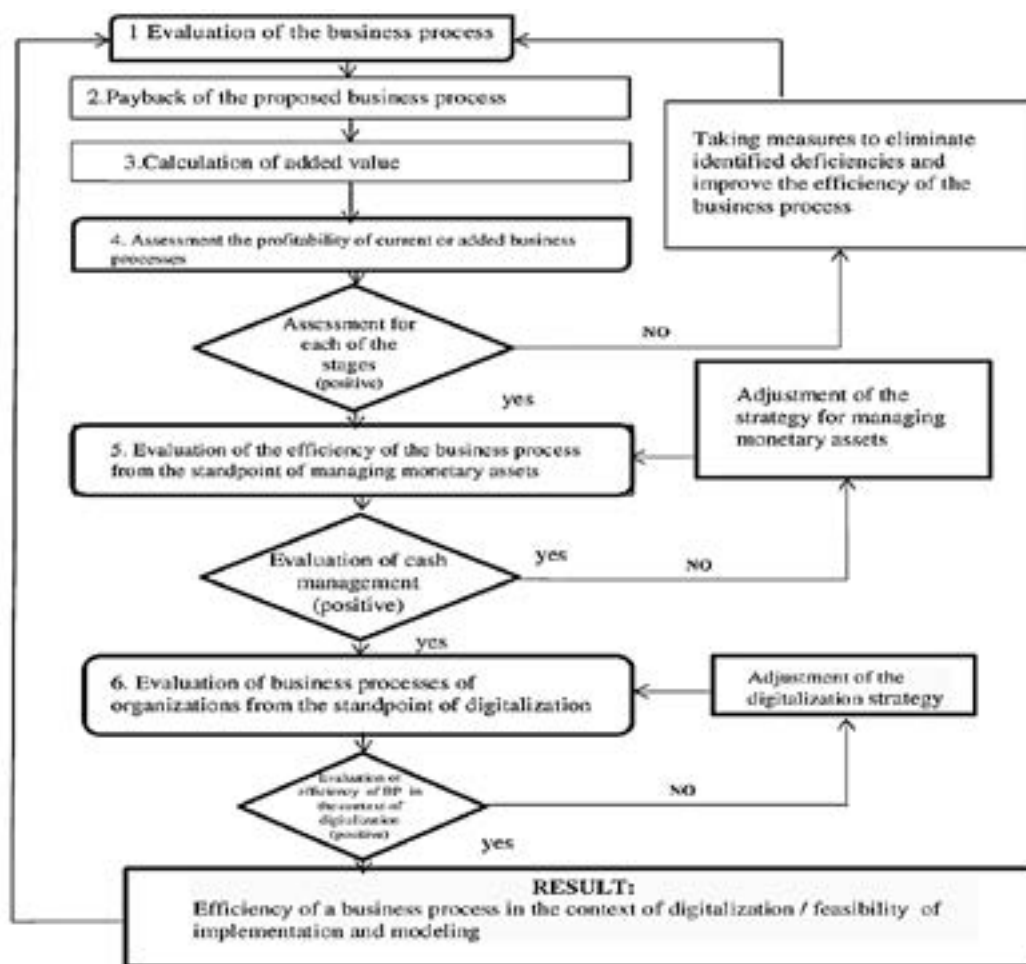 1 Evaluation of the business process
2.Payback of the proposed business process
3.Calculation of added value
4. Assessment the profitability of current or added business
processes
Taking measures to eliminate
identified deficiencies and
improve the efficiency of the
business process
Assessment for
each of the
stages
(positive)
NO
yes
Adjustment of the
strategy for managing
monetary assets
5. Evaluation of the efficiency of the business process
from the standpoint of managing monetary assets
Evaluation of cash
management
(positive)
yes
NO
yes
6. Evaluation of business processes of
organizations from the standpoint of digitalization
Adjustment of the
digitalization strategy
Evaluation of
efficiency of BP in
the context of
digitalization
(positive)
NO
yes
RESULT:
Efficiency of a business process in the context of digitalization / feasibility of
implementation and modeling